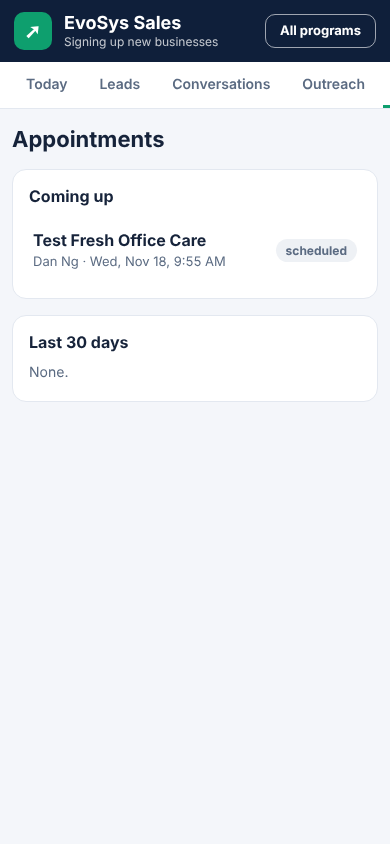 EvoSys Sales
Signing up new businesses
All programs
Today Leads Conversations Outreach
Appointments
Coming up
Test Fresh Office Care
Dan Ng · Wed, Nov 18, 9:55 AM
scheduled
Last 30 days
None.